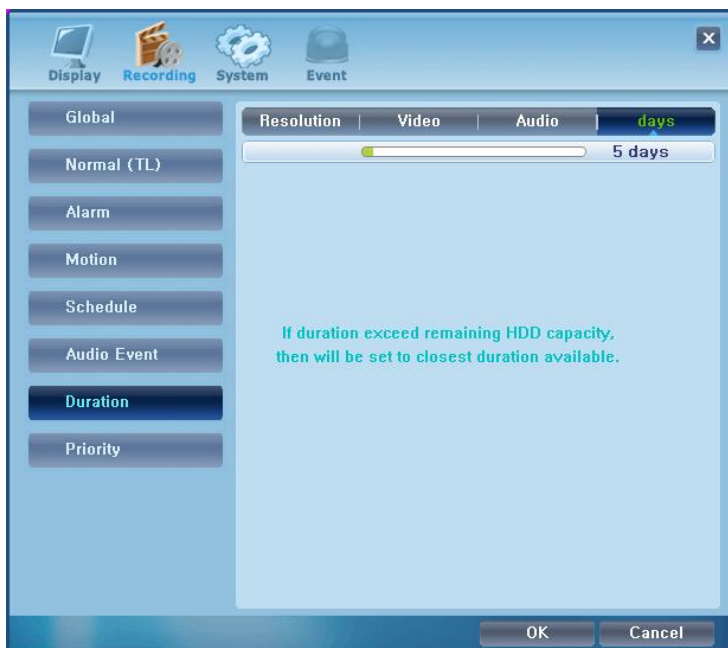 Display Recording System Event
Global
Normal (TL)
Alarm
Motion
Schedule
Audio Event
Duration
Priority
Resolution | Video | Audio | days
5 days
If duration exceed remaining HDD capacity,
then will be set to closest duration available.
OK Cancel